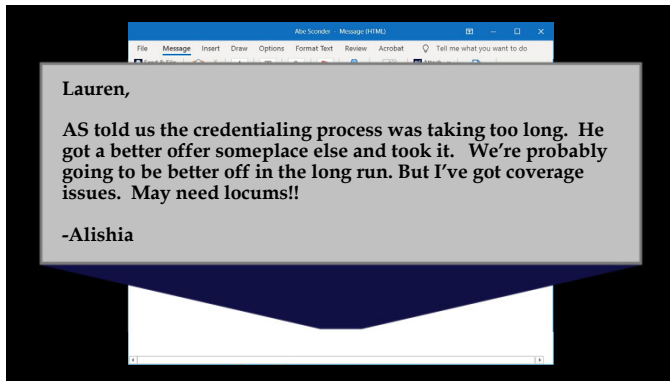 Abe Sconder - Message (HTML)
File Message Insert Draw Options Format Text Review Acrobat Tell me what you want to do
Lauren,
AS told us the credentialing process was taking too long. He
got a better offer someplace else and took it. We're probably
going to be better off in the long run. But I've got coverage
issues. May need locums!!
-Alishia